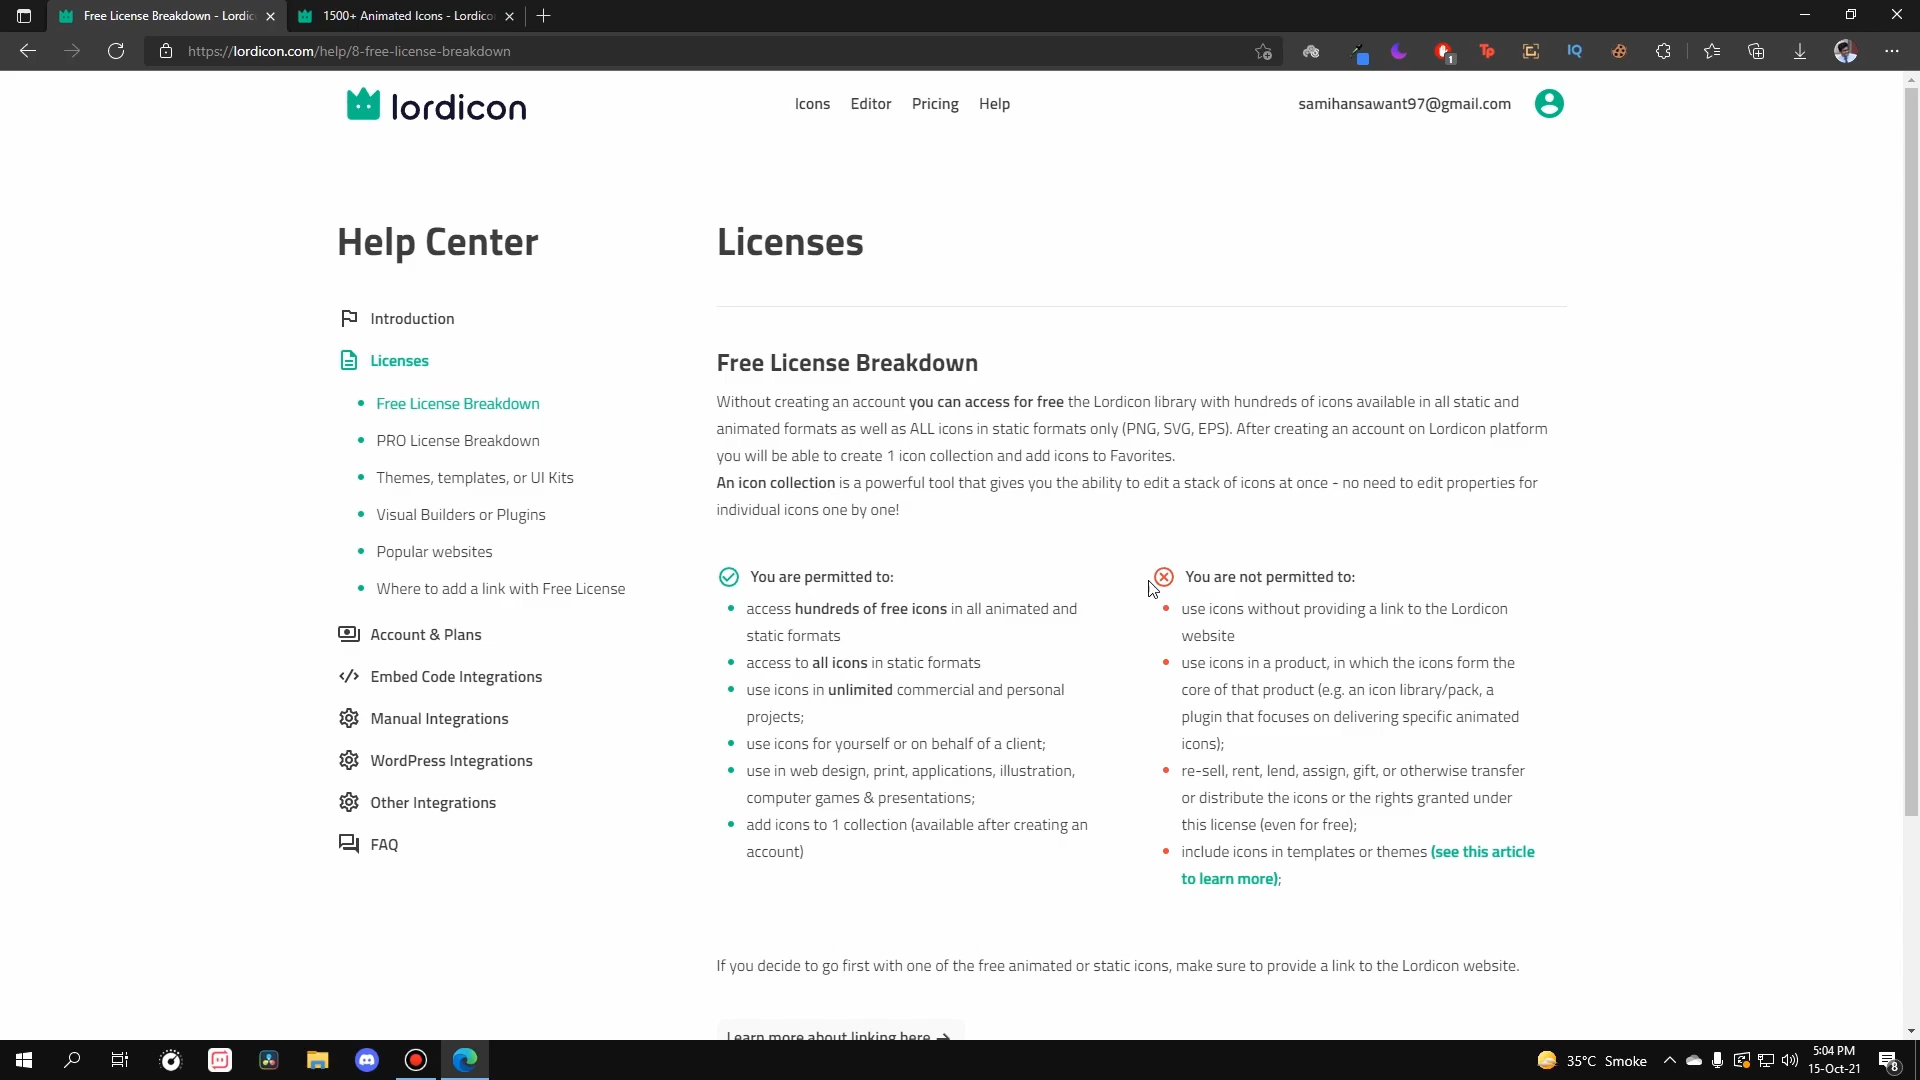 Free License Breakdown - Lordic
1500+ Animated Icons - Lordico
https://lordicon.com/help/8-free-license-breakdown
1
Tp
IQ
lordicon
Icons
Editor
Pricing
Help
samihansawant97@gmail.com
Help Center
Introduction
Licenses
Free License Breakdown
PRO License Breakdown
Themes, templates, or UI Kits
Visual Builders or Plugins
Popular websites
Where to add a link with Free License
Account & Plans
Embed Code Integrations
Manual Integrations
WordPress Integrations
Other Integrations
FAQ
Licenses
Free License Breakdown
Without creating an account you can access for free the Lordicon library with hundreds of icons available in all static and
animated formats as well as ALL icons in static formats only (PNG, SVG, EPS). After creating an account on Lordicon platform
you will be able to create 1 icon collection and add icons to Favorites.
An icon collection is a powerful tool that gives you the ability to edit a stack of icons at once - no need to edit properties for
individual icons one by one!
You are permitted to:
access hundreds of free icons in all animated and
static formats
access to all icons in static formats
use icons in unlimited commercial and personal
projects;
use icons for yourself or on behalf of a client;
use in web design, print, applications, illustration,
computer games & presentations;
add icons to 1 collection (available after creating an
account)
You are not permitted to:
use icons without providing a link to the Lordicon
website
use icons in a product, in which the icons form the
core of that product (e.g. an icon library/pack, a
plugin that focuses on delivering specific animated
icons);
re-sell, rent, lend, assign, gift, or otherwise transfer
or distribute the icons or the rights granted under
this license (even for free);
include icons in templates or themes (see this article
to learn more);
If you decide to go first with one of the free animated or static icons, make sure to provide a link to the Lordicon website.
Learn more about linking here →
35°C Smoke
5:04 PM
15-Oct-21
8